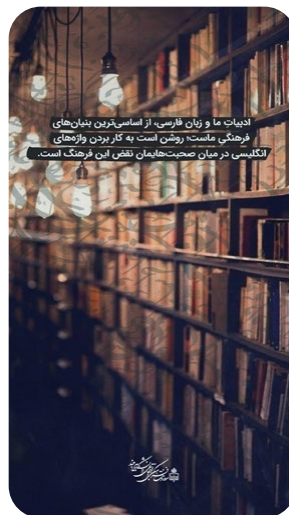 ادبیاتِ ما و زبان فارسی، از اساسی‌ترین بنیان‌های
فرهنگیِ ماست؛ روشن است به کار بردن واژه‌های
انگلیسی در میان صحبت‌هایمان نقض این فرهنگ است.